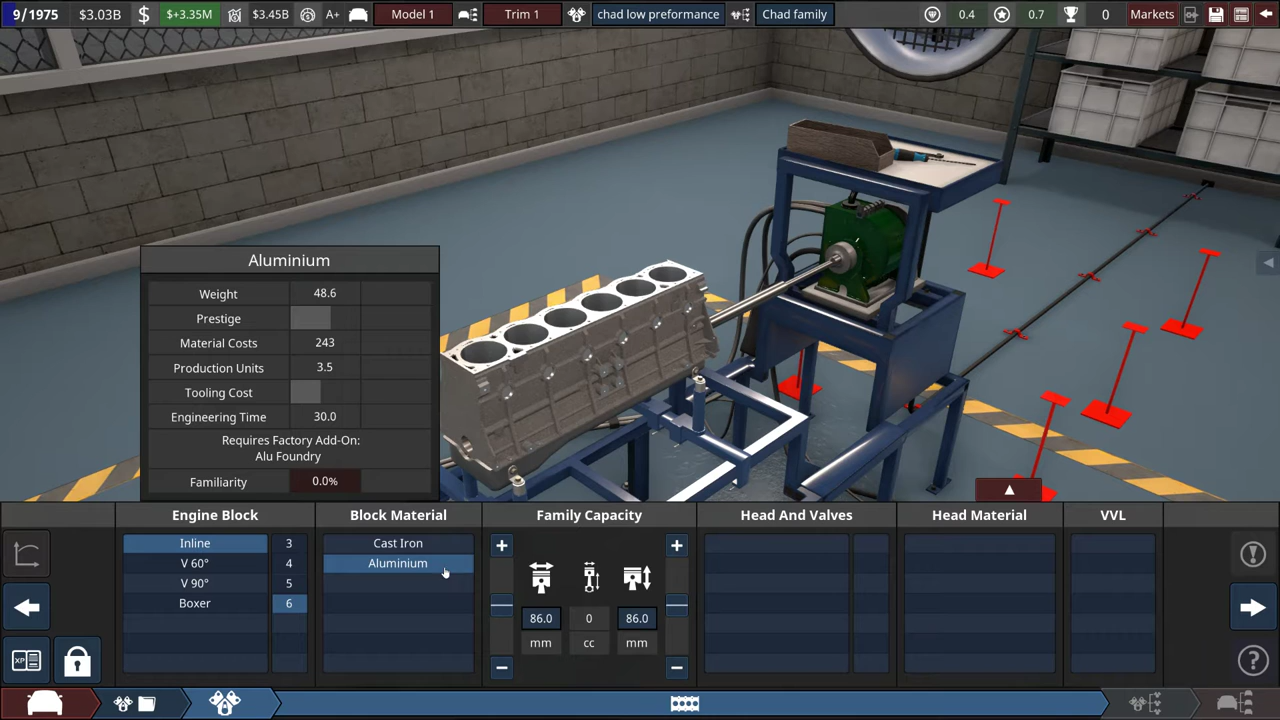 9/1975 $3.03B $+3.35M $3.45B A+ Model 1 Trim 1 chad low preformance Chad family 0.4 0.7 0 Markets
Aluminium
Weight 48.6
Prestige
Material Costs 243
Production Units 3.5
Tooling Cost
Engineering Time 30.0
Requires Factory Add-On:
Alu Foundry
Familiarity 0.0%
Engine Block Block Material Family Capacity Head And Valves Head Material VVL
Inline 3 Cast Iron
V 60° 4 Aluminium
V 90° 5
Boxer 6
86.0 0 86.0
mm cc mm
XP